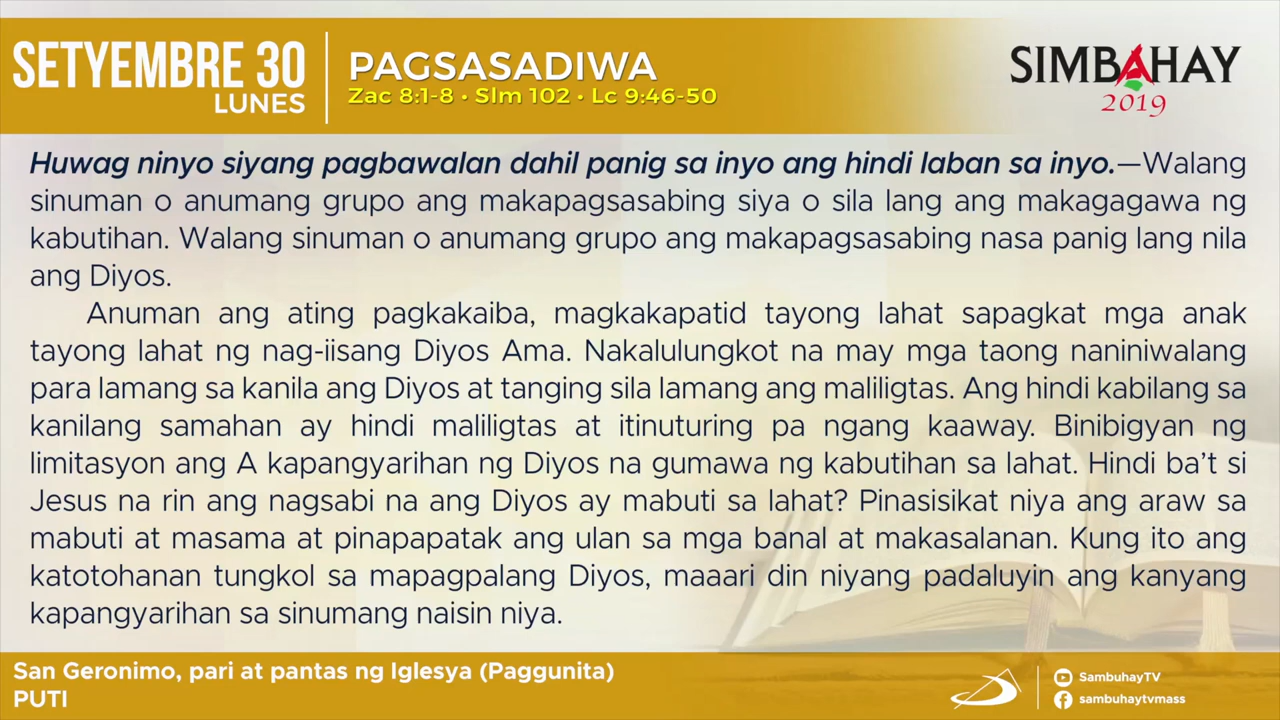 SETYEMBRE 30
LUNES
PAGSASADIWA
Zac 8:1-8 • Slm 102 • Lc 9:46-50
SIMBAHAY
2019
Huwag ninyo siyang pagbawalan dahil panig sa inyo ang hindi laban sa inyo.—Walang
sinuman o anumang grupo ang makapagsasabing siya o sila lang ang makagagawa ng
kabutihan. Walang sinuman o anumang grupo ang makapagsasabing nasa panig lang nila
ang Diyos.
Anuman ang ating pagkakaiba, magkakapatid tayong lahat sapagkat mga anak
tayong lahat ng nag-iisang Diyos Ama. Nakalulungkot na may mga taong naniniwalang
para lamang sa kanila ang Diyos at tanging sila lamang ang maliligtas. Ang hindi kabilang sa
kanilang samahan ay hindi maliligtas at itinuturing pa ngang kaaway. Binibigyan ng
limitasyon ang A kapangyarihan ng Diyos na gumawa ng kabutihan sa lahat. Hindi ba't si
Jesus na rin ang nagsabi na ang Diyos ay mabuti sa lahat? Pinasisikat niya ang araw sa
mabuti at masama at pinapapatak ang ulan sa mga banal at makasalanan. Kung ito ang
katotohanan tungkol sa mapagpalang Diyos, maaari din niyang padaluyin ang kanyang
kapangyarihan sa sinumang naisin niya.
San Geronimo, pari at pantas ng Iglesya (Paggunita)
PUTI
SambuhayTV
sambuhaytvmass